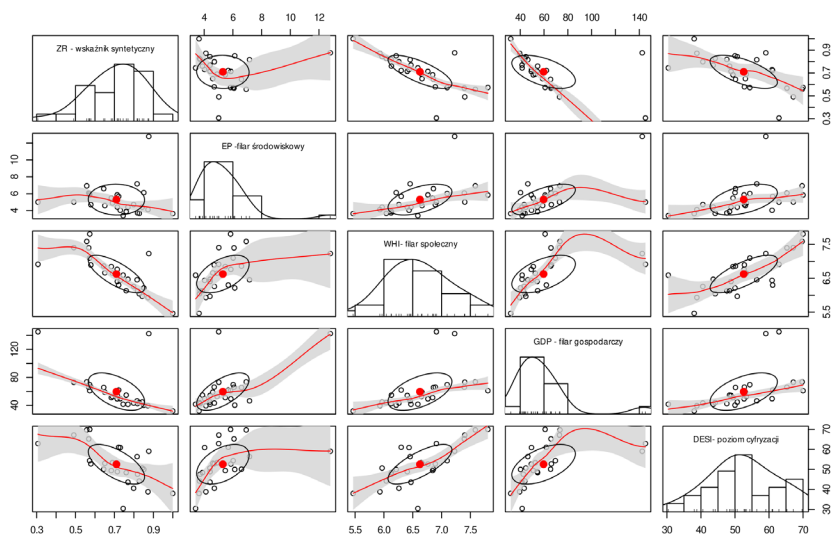 4 6 8 10 12
40 60 80 100 140
ZR - wskaźnik syntetyczny
0.3 0.5 0.7 0.9
EP -filar środowiskowy
4 6 8 10
WHI- filar społeczny
5.5 6.5 7.5
GDP - filar gospodarczy
40 80 120
DESI- poziom cyfryzacji
30 40 50 60 70
0.3 0.5 0.7 0.9
5.5 6.0 6.5 7.0 7.5
30 40 50 60 70